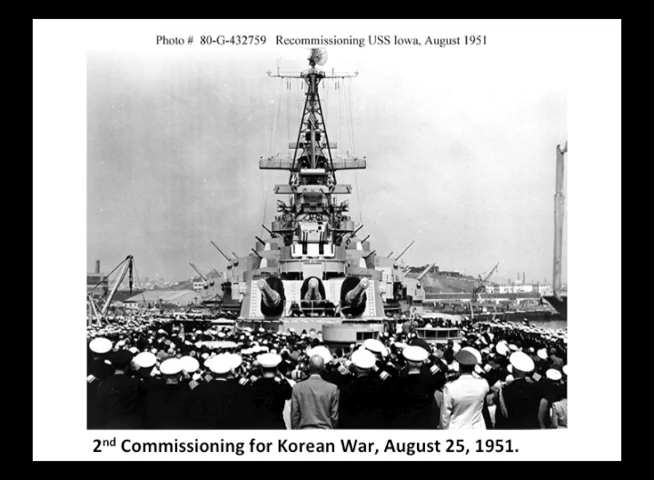 Photo # 80-G-432759 Recommissioning USS Iowa, August 1951
2nd Commissioning for Korean War, August 25, 1951.